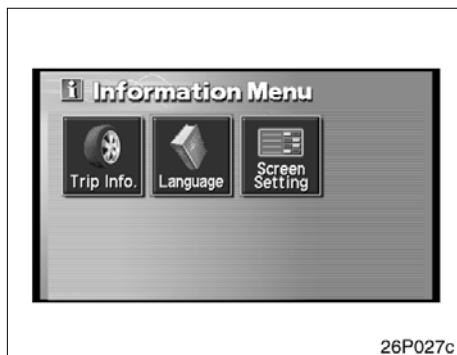 i Information Menu
Trip Info.
Language
Screen
Setting
26P027c